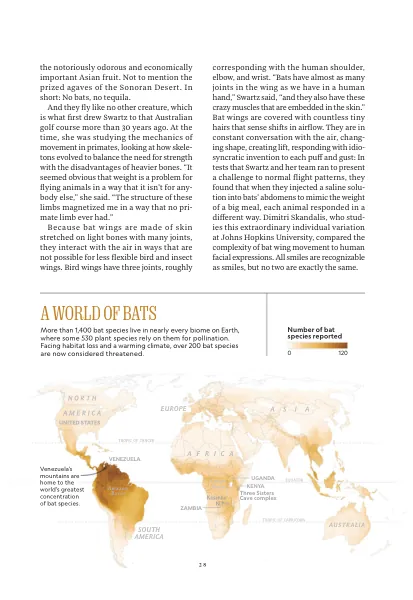 the notoriously odorous and economically
important Asian fruit. Not to mention the
prized agaves of the Sonoran Desert. In
short: No bats, no tequila.
And they fly like no other creature, which
is what first drew Swartz to that Australian
golf course more than 30 years ago. At the
time, she was studying the mechanics of
movement in primates, looking at how skele-
tons evolved to balance the need for strength
with the disadvantages of heavier bones. “It
seemed obvious that weight is a problem for
flying animals in a way that it isn’t for any-
body else,” she said. “The structure of these
limbs magnetized me in a way that no pri-
mate limb ever had.”
Because bat wings are made of skin
stretched on light bones with many joints,
they interact with the air in ways that are
not possible for less flexible bird and insect
wings. Bird wings have three joints, roughly
corresponding with the human shoulder,
elbow, and wrist. “Bats have almost as many
joints in the wing as we have in a human
hand,” Swartz said, “and they also have these
crazy muscles that are embedded in the skin.”
Bat wings are covered with countless tiny
hairs that sense shifts in airflow. They are in
constant conversation with the air, chang-
ing shape, creating lift, responding with idio-
syncratic invention to each puff and gust: In
tests that Swartz and her team ran to present
a challenge to normal flight patterns, they
found that when they injected a saline solu-
tion into bats’ abdomens to mimic the weight
of a big meal, each animal responded in a
different way. Dimitri Skandalis, who stud-
ies this extraordinary individual variation
at Johns Hopkins University, compared the
complexity of bat wing movement to human
facial expressions. All smiles are recognizable
as smiles, but no two are exactly the same.
A WORLD OF BATS
More than 1,400 bat species live in nearly every biome on Earth,
where some 530 plant species rely on them for pollination.
Facing habitat loss and a warming climate, over 200 bat species
are now considered threatened.
Number of bat
species reported
0 120
NORTH
AMERICA
UNITED STATES
EUROPE
ASIA
TROPIC OF CANCER
AFRICA
VENEZUELA
Venezuela’s
mountains are
home to the
world’s greatest
concentration
of bat species.
UGANDA
EQUATOR
KENYA
Three Sisters
Cave complex
ZAMBIA
TROPIC OF CAPRICORN
SOUTH
AMERICA
AUSTRALIA
38